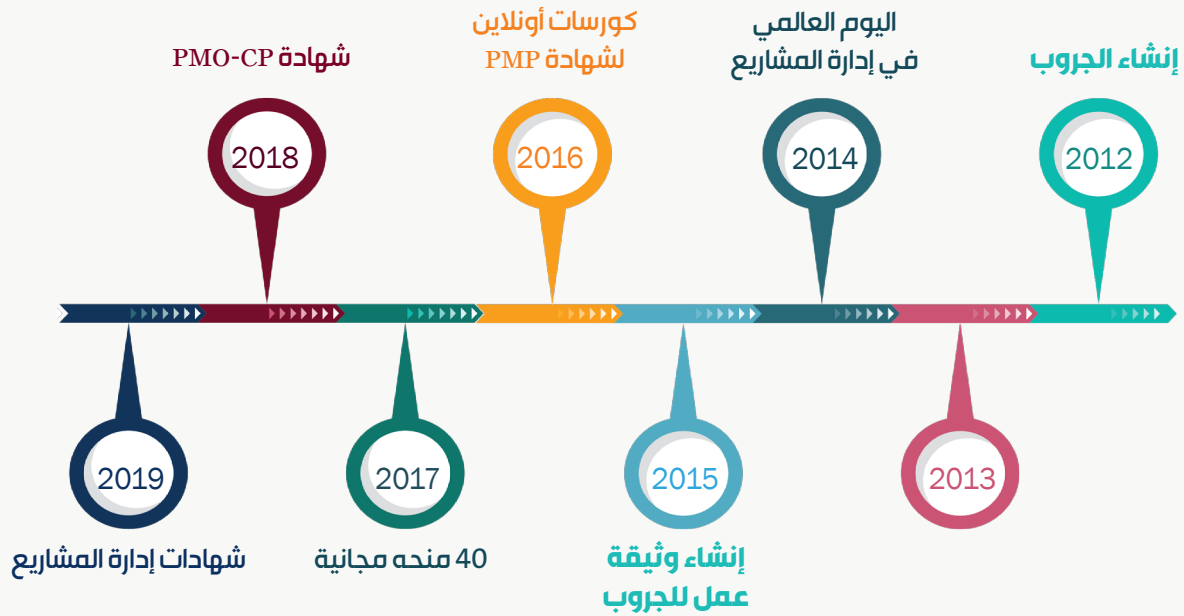 إنشاء الجروب
2012
اليوم العالمي
في إدارة المشاريع
2014
كورسات أونلاين
لشهادة PMP
2016
شهادة PMO-CP
2018
2013
2015
إنشاء وثيقة
عمل للجروب
2017
40 منحه مجانية
2019
شهادات إدارة المشاريع